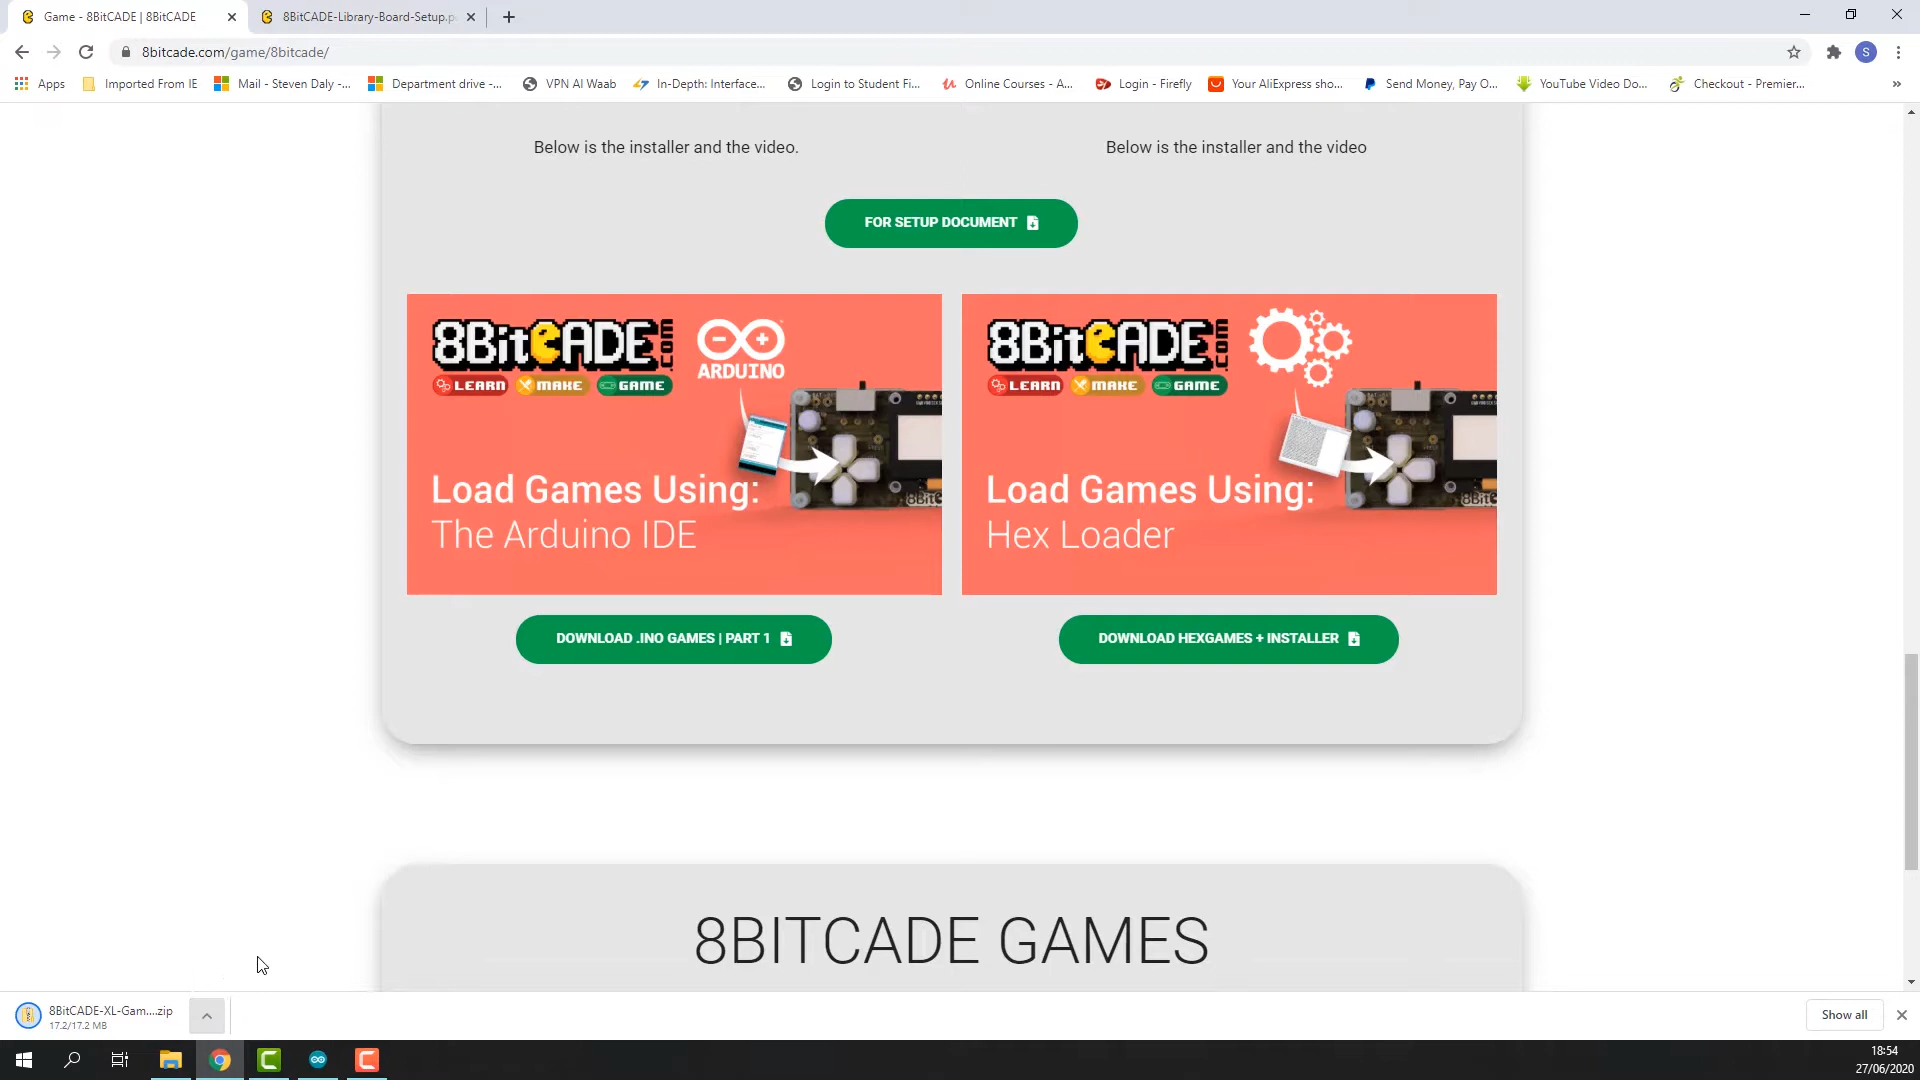 Game - 8BitCADE | 8BitCADE
8BitCADE-Library-Board-Setup.p
8bitcade.com/game/8bitcade/
S
Apps
Imported From IE
Mail - Steven Daly -...
Department drive -...
VPN Al Waab
In-Depth: Interface...
Login to Student Fi...
Online Courses - A...
Login - Firefly
Your AliExpress sho...
Send Money, Pay O...
YouTube Video Do...
Checkout - Premier...
»
Below is the installer and the video.
Below is the installer and the video
FOR SETUP DOCUMENT
8BitCADE.com
LEARN MAKE GAME
ARDUINO
Load Games Using:
The Arduino IDE
8BitCADE.com
LEARN MAKE GAME
Load Games Using:
Hex Loader
DOWNLOAD .INO GAMES | PART 1
DOWNLOAD HEXGAMES + INSTALLER
8BITCADE GAMES
8BitCADE-XL-Gam....zip
17.2/17.2 MB
Show all
18:54
27/06/2020